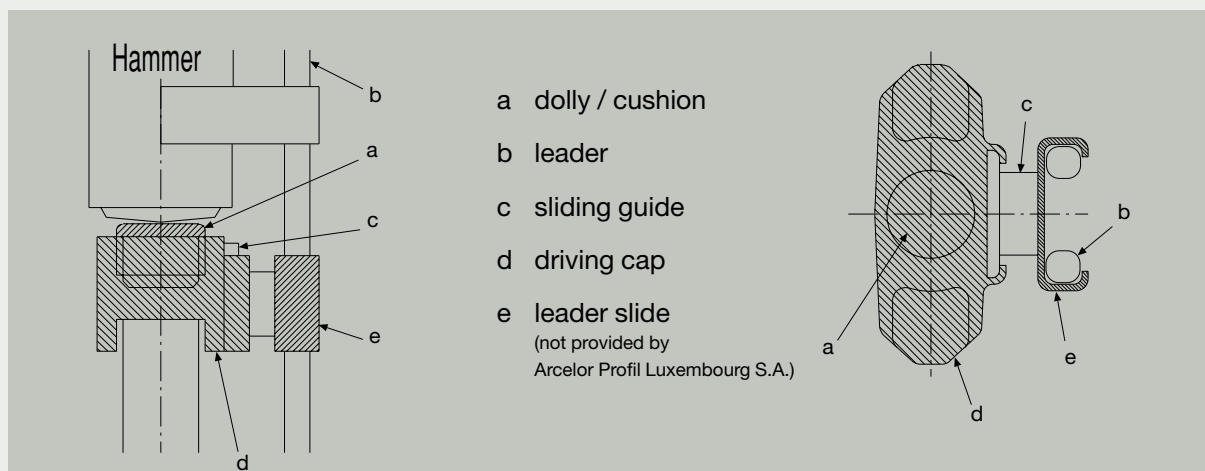 Hammer
b
a
c
e
d
a dolly / cushion
b leader
c sliding guide
d driving cap
e leader slide
(not provided by
Arcelor Profil Luxembourg S.A.)
c
b
a
e
d